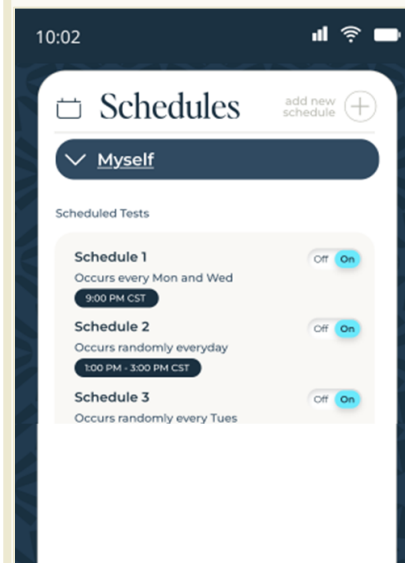 10:02
Schedules
add new
schedule
Myself
Scheduled Tests
Schedule 1
Off On
Occurs every Mon and Wed
9:00 PM CST
Schedule 2
Off On
Occurs randomly everyday
1:00 PM - 3:00 PM CST
Schedule 3
Off On
Occurs randomly every Tues